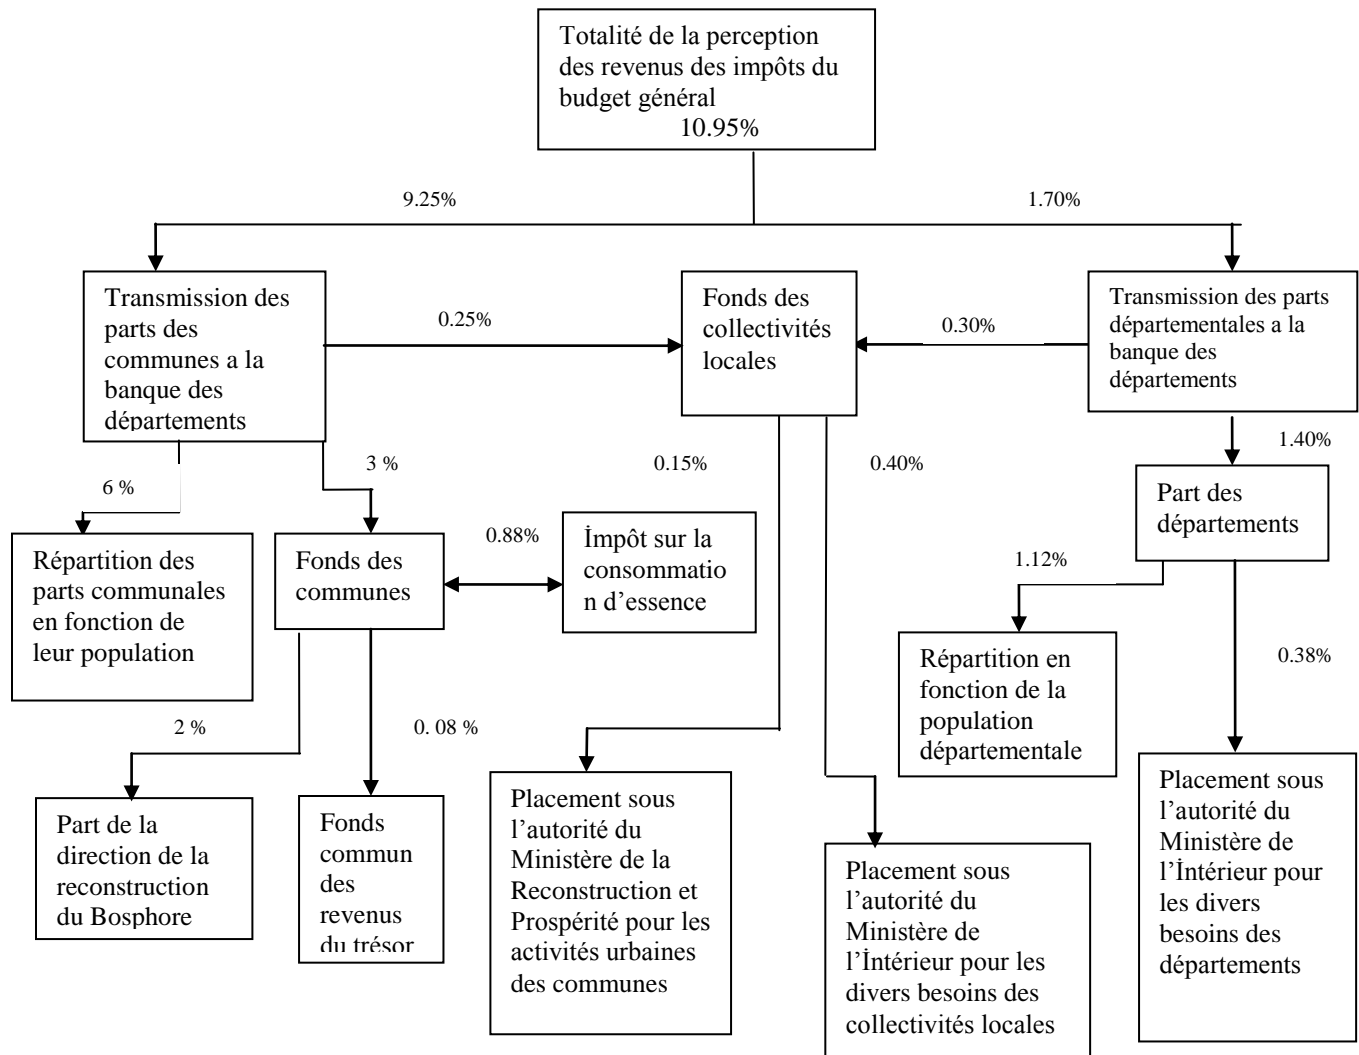 Totalité de la perception
des revenus des impôts du
budget général
10.95%
9.25%
1.70%
Transmission des
parts des
communes a la
banque des
départements
0.25%
Fonds des
collectivités
locales
0.30%
Transmission des parts
départementales a la
banque des
départements
6 %
3 %
0.15%
0.40%
1.40%
Part des
départements
Répartition des
parts communales
en fonction de
leur population
Fonds des
communes
0.88%
İmpôt sur la
consommatio
n d’essence
1.12%
0.38%
Répartition en
fonction de la
population
départementale
2 %
0. 08 %
Part de la
direction de la
reconstruction
du Bosphore
Fonds
commun
des
revenus
du trésor
Placement sous
l’autorité du
Ministère de la
Reconstruction et
Prospérité pour les
activités urbaines
des communes
Placement sous
l’autorité du
Ministère de
l’İntérieur pour les
divers besoins des
collectivités locales
Placement sous
l’autorité du
Ministère de
l’İntérieur pour
les divers
besoins des
départements